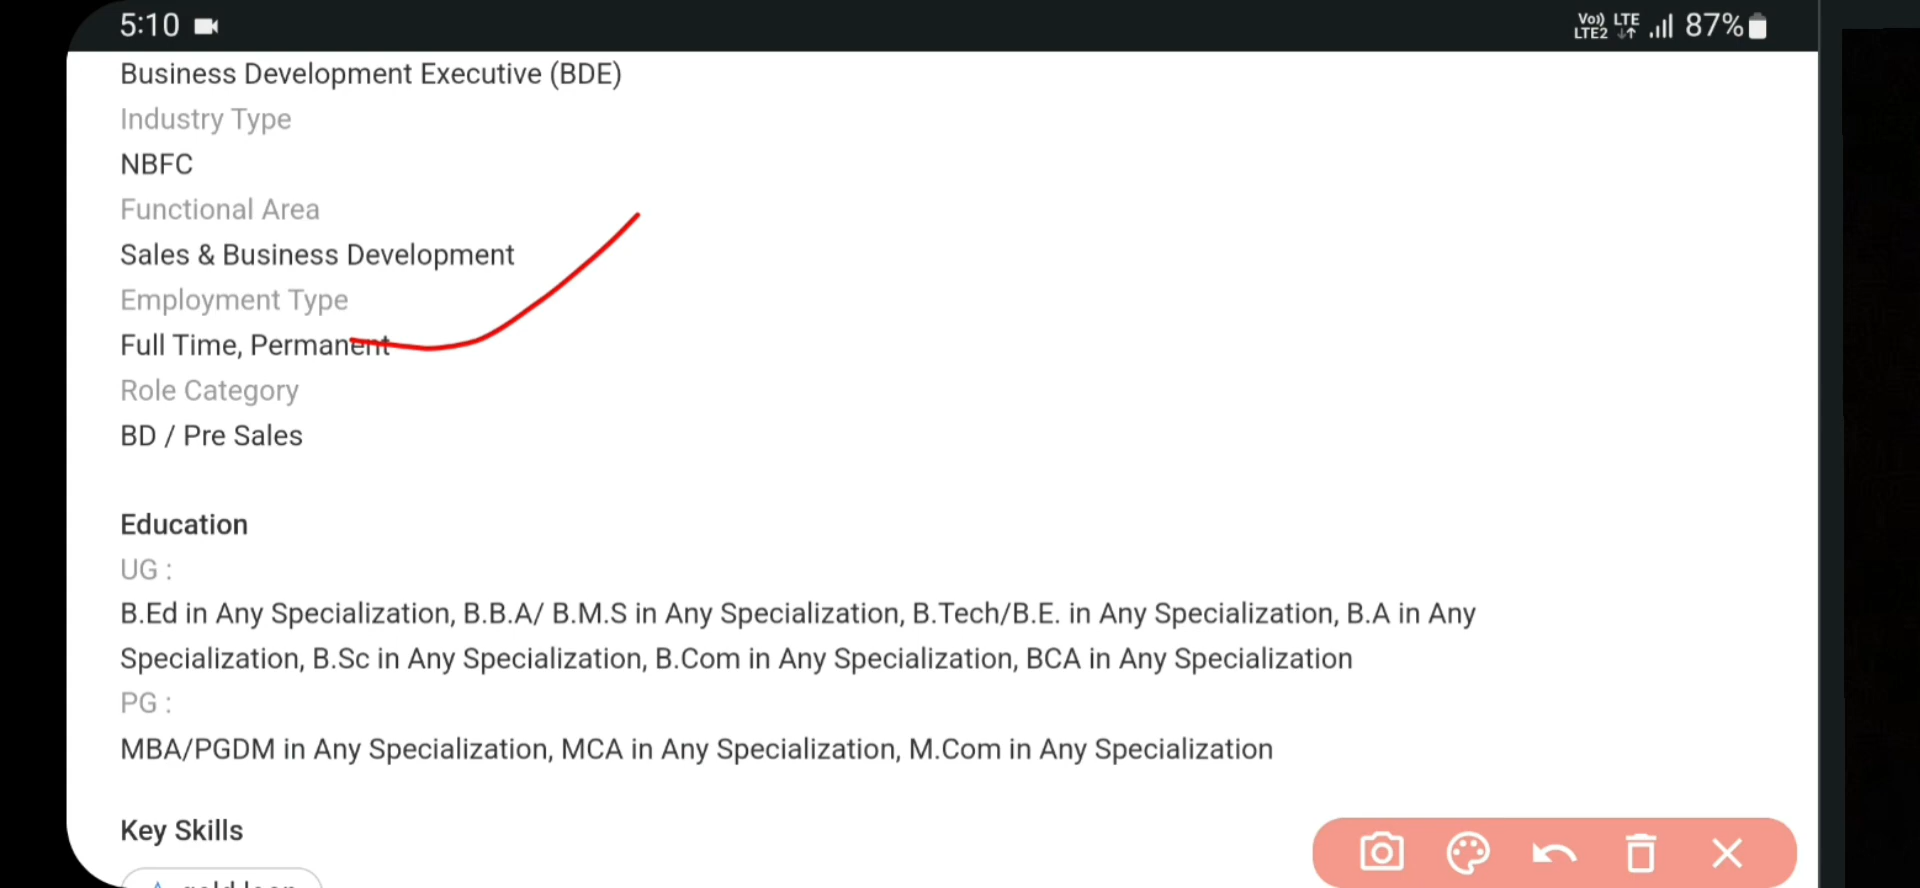 5:10
Vo)) LTE
LTE2
87%
Business Development Executive (BDE)
Industry Type
NBFC
Functional Area
Sales & Business Development
Employment Type
Full Time, Permanent
Role Category
BD / Pre Sales
Education
UG :
B.Ed in Any Specialization, B.B.A/ B.M.S in Any Specialization, B.Tech/B.E. in Any Specialization, B.A in Any
Specialization, B.Sc in Any Specialization, B.Com in Any Specialization, BCA in Any Specialization
PG :
MBA/PGDM in Any Specialization, MCA in Any Specialization, M.Com in Any Specialization
Key Skills